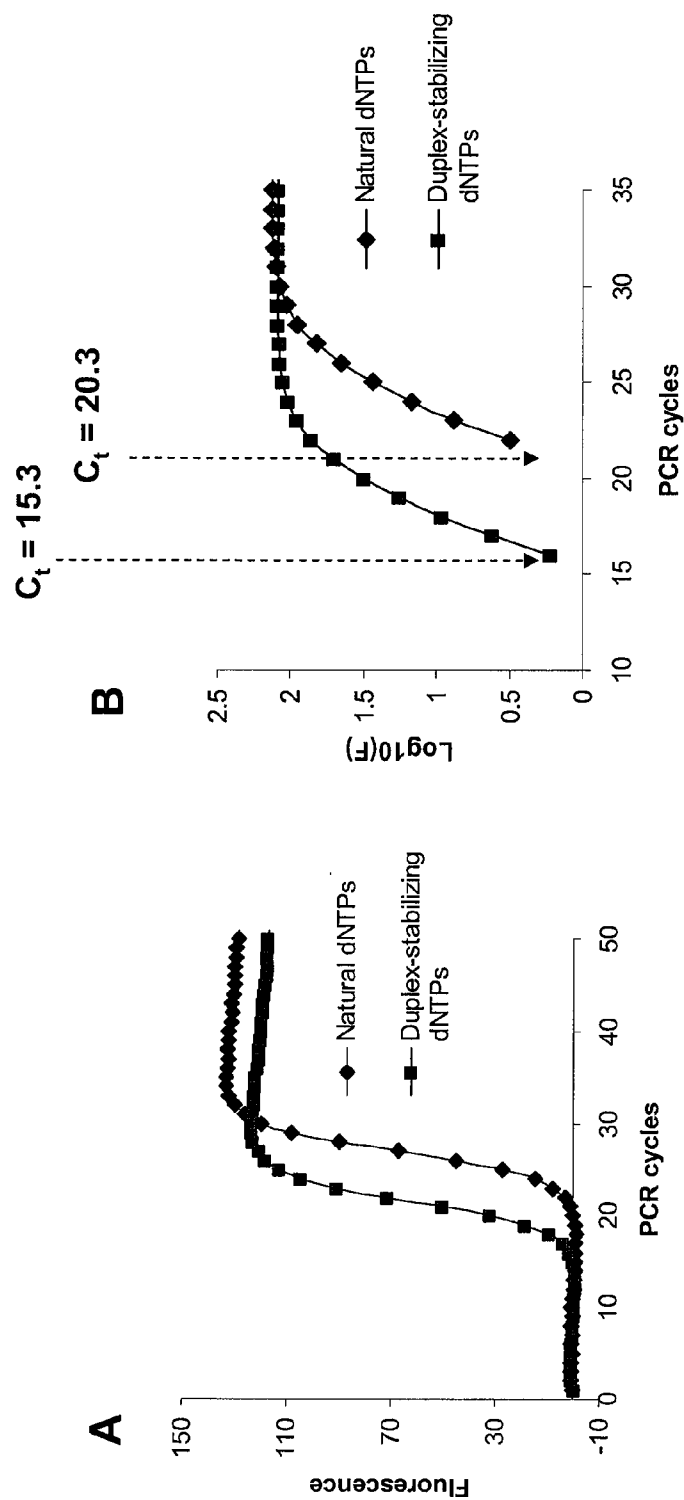 A
Fluorescence
150
110
70
30
-10
0
10
20
30
40
50
PCR cycles
Natural dNTPs
Duplex-stabilizing
dNTPs
B
Ct = 15.3
Ct = 20.3
Log10(F)
2.5
2
1.5
1
0.5
0
10
15
20
25
30
35
PCR cycles
Natural dNTPs
Duplex-stabilizing
dNTPs